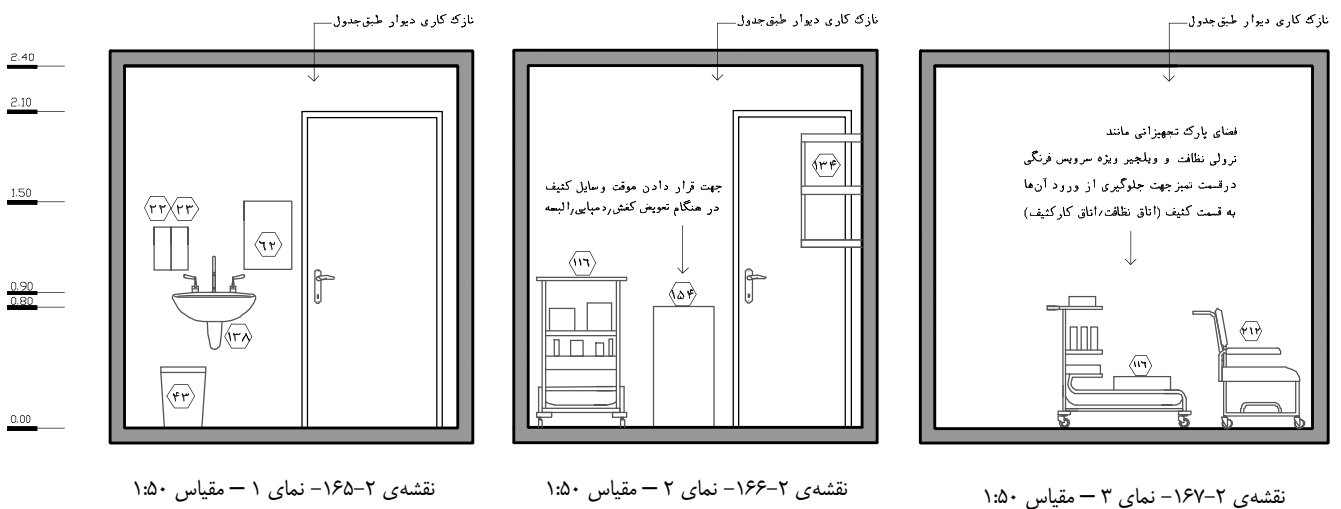 نازک کاری دیوار طبق جدول
نازک کاری دیوار طبق جدول
نازک کاری دیوار طبق جدول
2.40
2.10
1.50
0.90
0.80
0.00
۲۲
۲۳
۶۲
۱۳۸
۴۳
۱۳۴
جهت قرار دادن موقت وسایل کثیف
در هنگام تعویض کفش/دمپایی/البسه
۱۱۶
۱۵۴
فضای پارک تجهیزاتی مانند
ترولی نظافت و ویلچیر ویژه سرویس فرنگی
درقسمت تمیز جهت جلوگیری از ورود آن‌ها
به قسمت کثیف (اتاق نظافت/اتاق کارکثیف)
۲۱۲
۱۱۶
نقشه‌ی ۲-۱۶۵- نمای ۱ – مقیاس ۱:۵۰
نقشه‌ی ۲-۱۶۶- نمای ۲ – مقیاس ۱:۵۰
نقشه‌ی ۲-۱۶۷- نمای ۳ – مقیاس ۱:۵۰